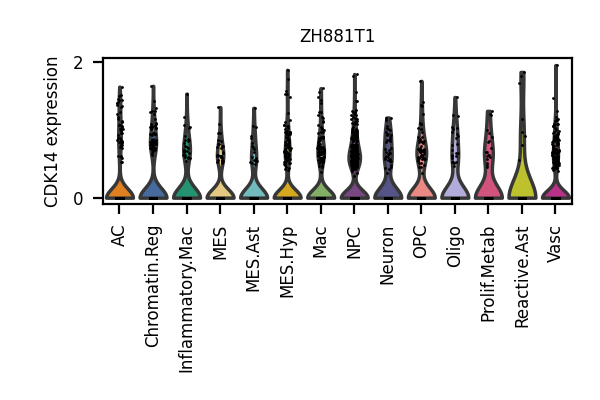 ZH881T1
CDK14 expression
2
0
AC
Chromatin.Reg
Inflammatory.Mac
MES
MES.Ast
MES.Hyp
Mac
NPC
Neuron
OPC
Oligo
Prolif.Metab
Reactive.Ast
Vasc